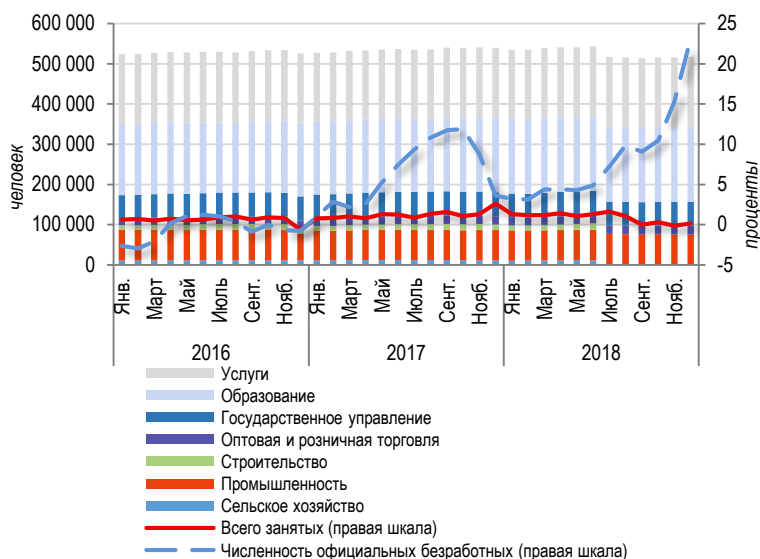 600 000
500 000
400 000
300 000
200 000
100 000
0
человек
25
20
15
10
5
0
-5
проценты
Янв. Март Май Июль Сент. Нояб. Янв. Март Май Июль Сент. Нояб. Янв. Март Май Июль Сент. Нояб.
2016 2017 2018
Услуги
Образование
Государственное управление
Оптовая и розничная торговля
Строительство
Промышленность
Сельское хозяйство
Всего занятых (правая шкала)
Численность официальных безработных (правая шкала)